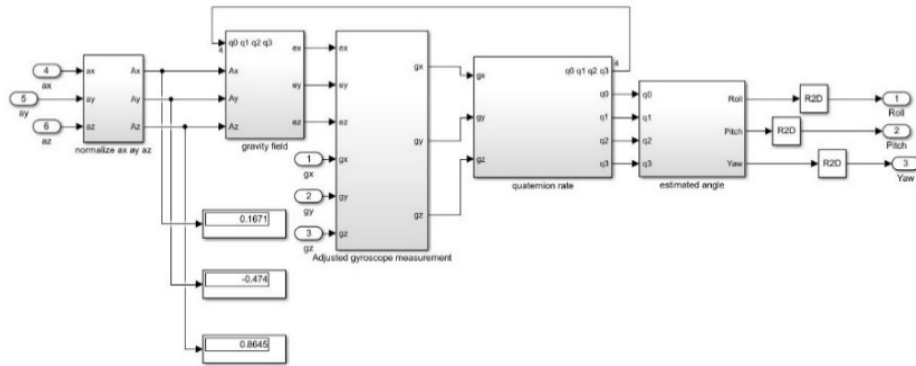 4
ax
5
ay
6
az
ax
ay
az
Ax
Ay
Az
normalize ax ay az
4
q0 q1 q2 q3
Ax
Ay
Az
ex
ey
ez
gravity field
ex
ey
ez
gx
gy
gz
gx
gy
gz
Adjusted gyroscope measurement
1
gx
2
gy
3
gz
gx
gy
gz
4
q0 q1 q2 q3
q0
q1
q2
q3
quaternion rate
q0
q1
q2
q3
Roll
Pitch
Yaw
estimated angle
R2D
R2D
R2D
1
Roll
2
Pitch
3
Yaw
0.1671
-0.474
0.8645